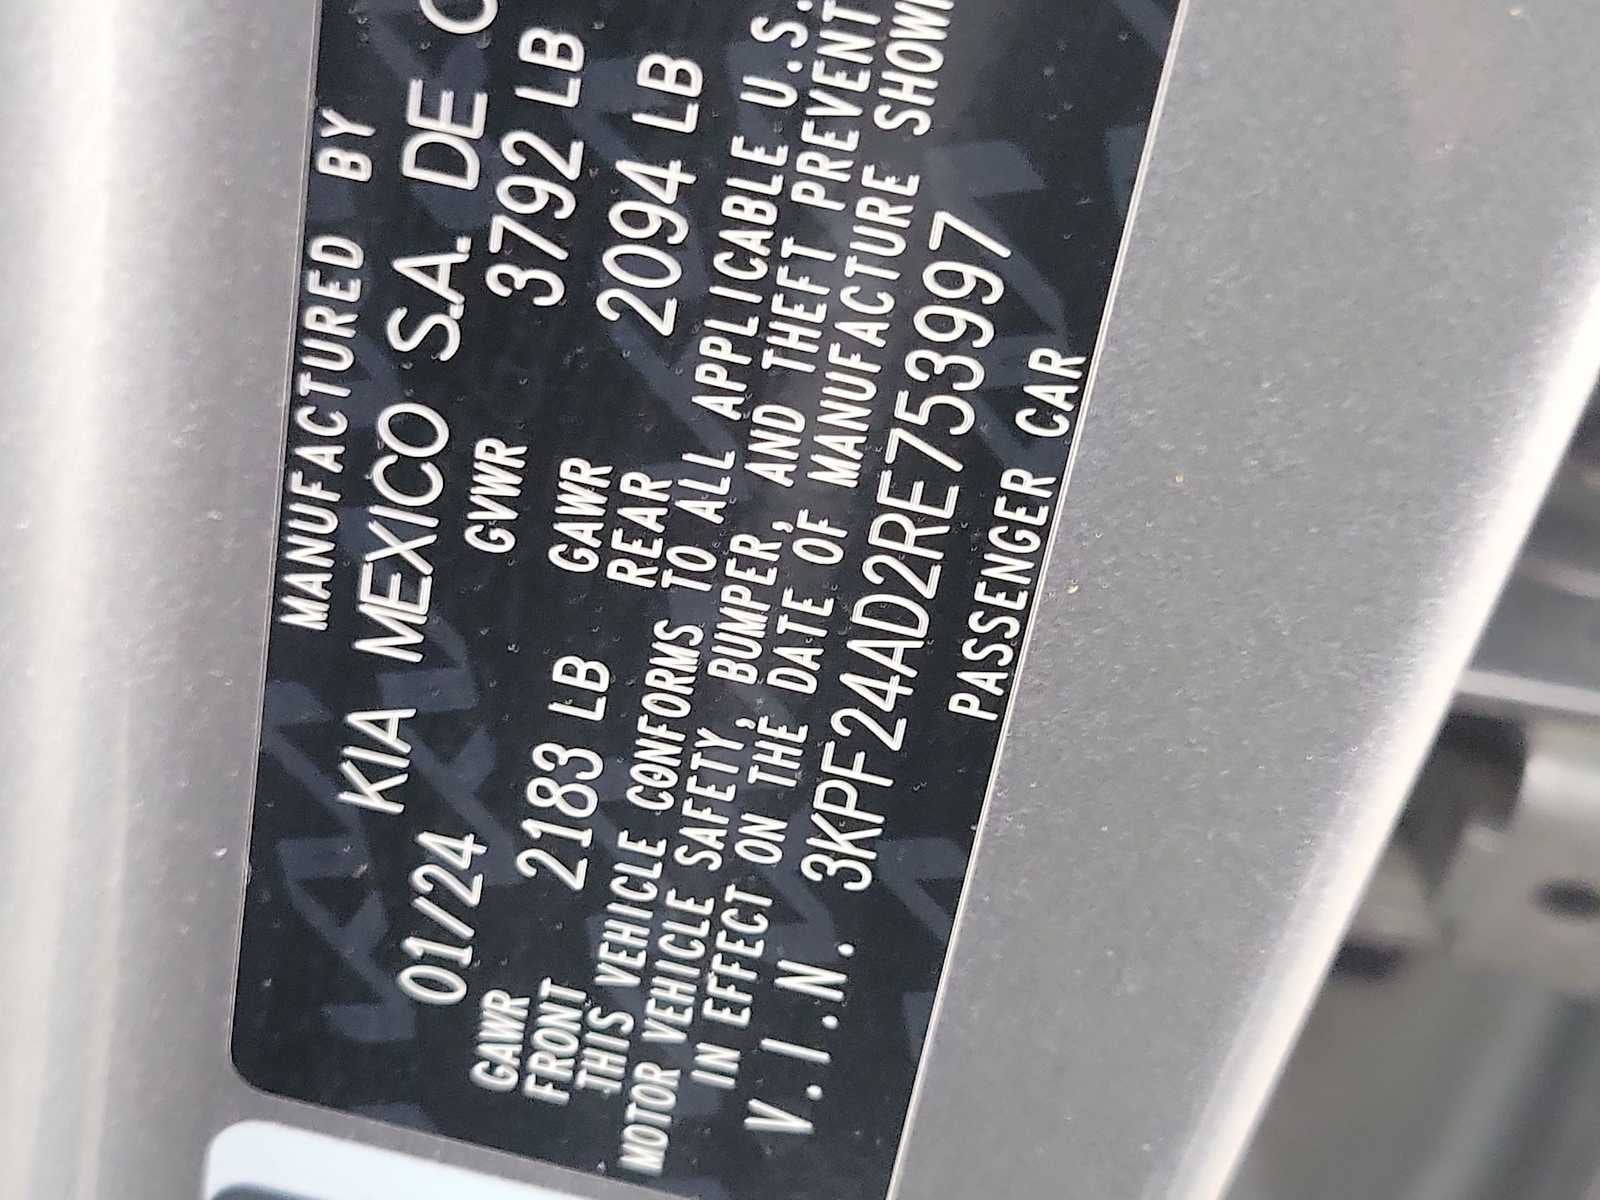 MANUFACTURED BY
01/24 KIA MEXICO S.A. DE C
GVWR 3792 LB
GAWR FRONT 2183 LB GAWR REAR 2094 LB
THIS VEHICLE CONFORMS TO ALL APPLICABLE U.S.
MOTOR VEHICLE SAFETY, BUMPER, AND THEFT PREVENT
IN EFFECT ON THE DATE OF MANUFACTURE SHOW
V.I.N. 3KPF24AD2RE753997
PASSENGER CAR